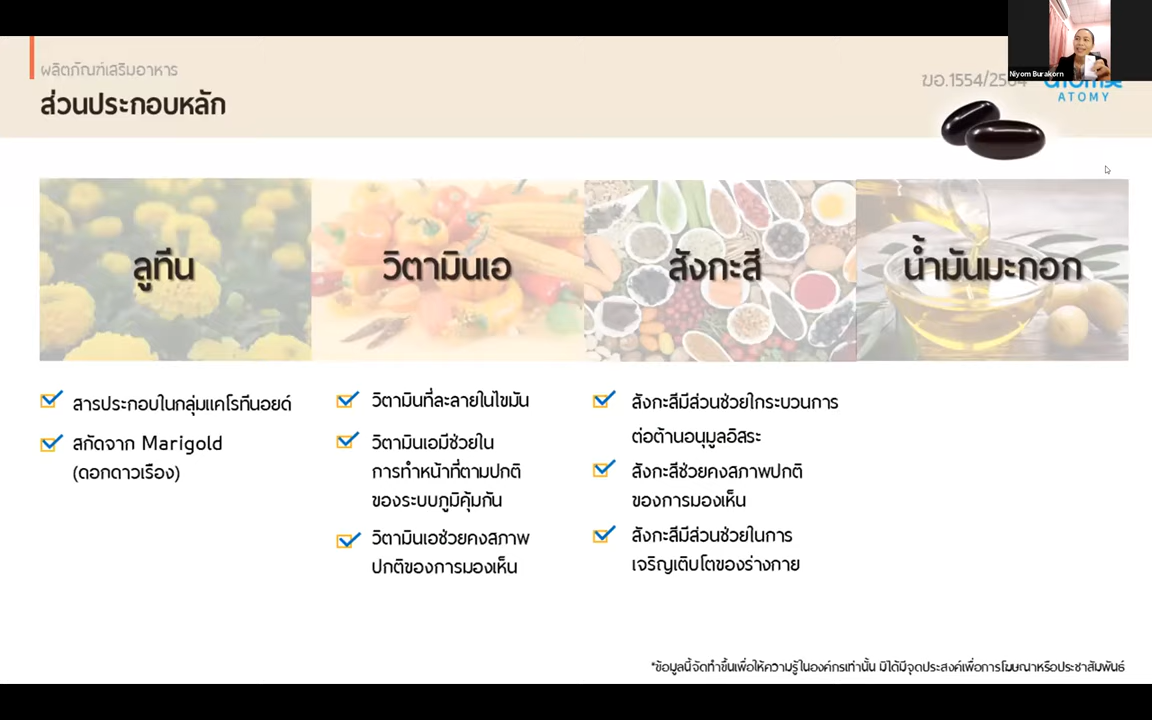 ผลิตภัณฑ์เสริมอาหาร
ส่วนประกอบหลัก
Niyom Burakorn
ฆอ.1554/25
ATOMY
ลูทีน
วิตามินเอ
สังกะสี
น้ำมันมะกอก
สารประกอบในกลุ่มแคโรทีนอยด์
สกัดจาก Marigold
(ดอกดาวเรือง)
วิตามินที่ละลายในไขมัน
วิตามินเอมีช่วยใน
การทำหน้าที่ตามปกติ
ของระบบภูมิคุ้มกัน
วิตามินเอช่วยคงสภาพ
ปกติของการมองเห็น
สังกะสีมีส่วนช่วยใกระบวนการ
ต่อต้านอนุมูลอิสระ
สังกะสีช่วยคงสภาพปกติ
ของการมองเห็น
สังกะสีมีส่วนช่วยในการ
เจริญเติบโตของร่างกาย
*ข้อมูลนี้จัดทำขึ้นเพื่อให้ความรู้ในองค์กรเท่านั้น มิได้มีจุดประสงค์เพื่อการโฆษณาหรือประชาสัมพันธ์